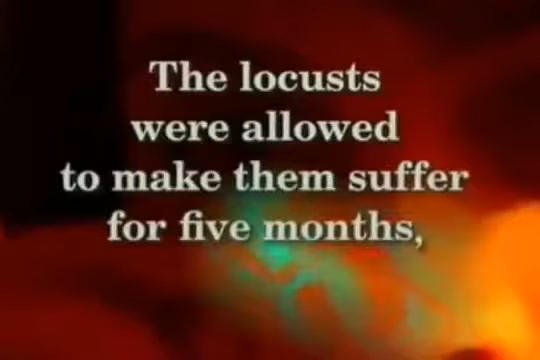 The locusts
were allowed
to make them suffer
for five months,